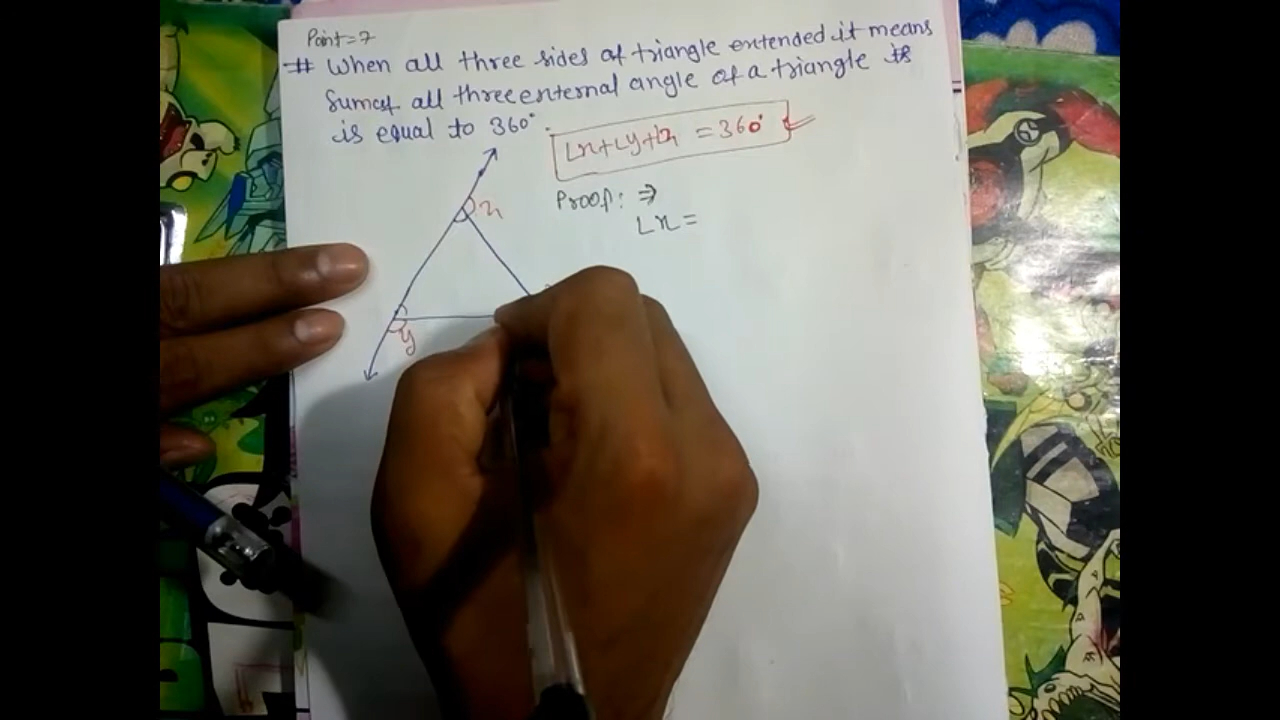 Point=7
# When all three sides of triangle extended it means
Sum of all three external angle of a triangle is
is equal to 360°
∠x+∠y+∠z = 360°
Proof: ⇒
∠x =
x
y